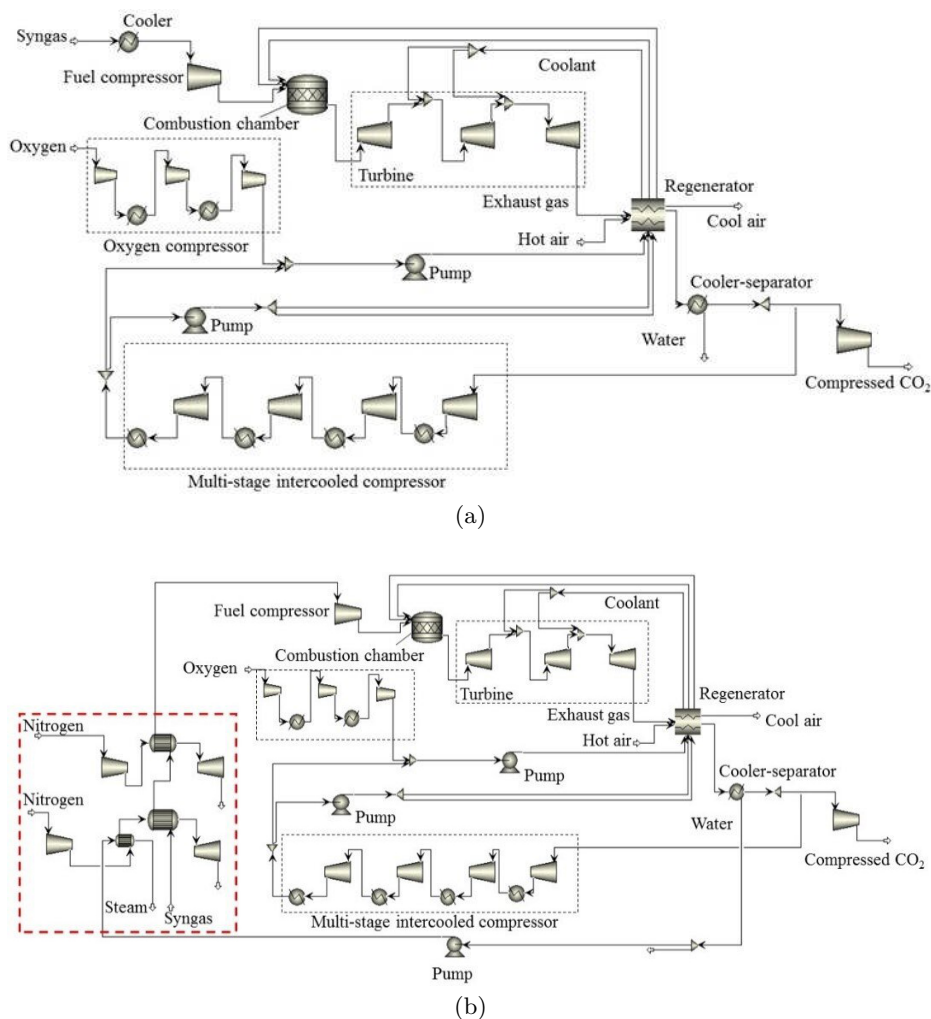 Cooler
Syngas
Fuel compressor
Coolant
Combustion chamber
Oxygen
Turbine
Regenerator
Exhaust gas
Cool air
Hot air
Oxygen compressor
Pump
Cooler-separator
Pump
Water
Compressed CO₂
Multi-stage intercooled compressor
(a)
Fuel compressor
Coolant
Combustion chamber
Oxygen
Turbine
Regenerator
Nitrogen
Exhaust gas
Cool air
Hot air
Cooler-separator
Pump
Nitrogen
Pump
Water
Compressed CO₂
Steam
Syngas
Multi-stage intercooled compressor
Pump
(b)